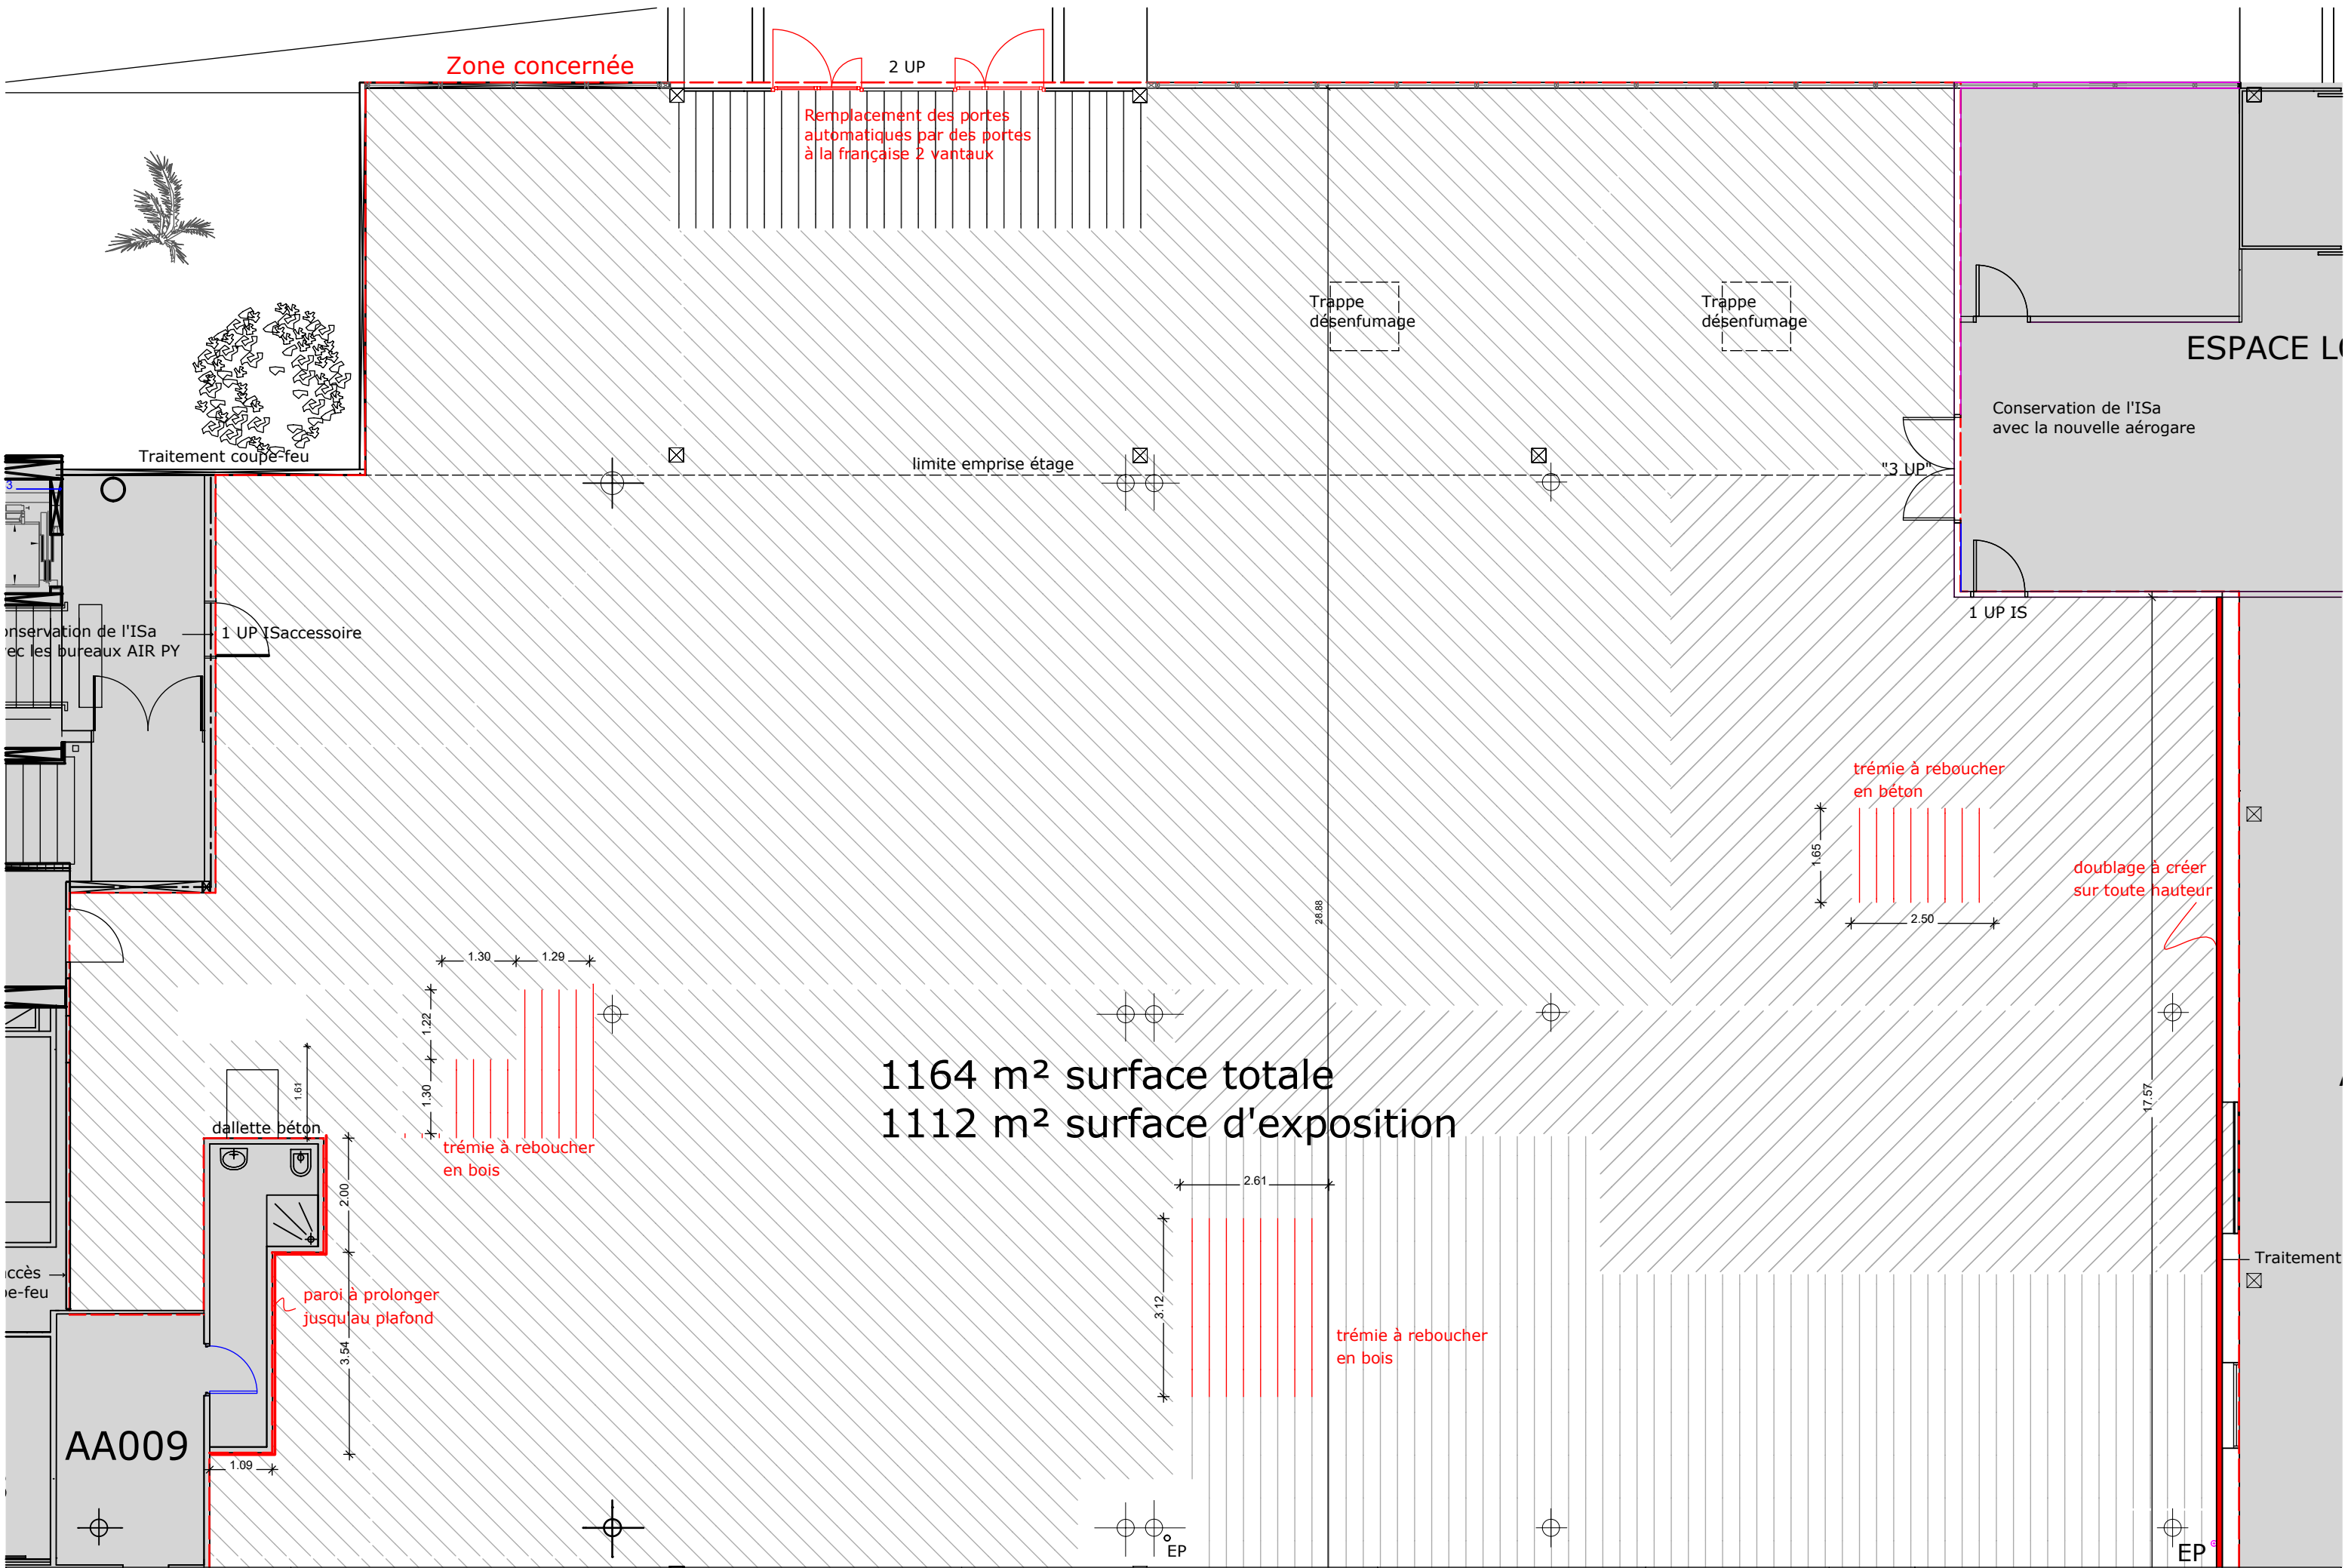 Zone concernée
2 UP
Remplacement des portes
automatiques par des portes
à la française 2 vantaux
Trappe
désenfumage
Trappe
désenfumage
ESPACE
Conservation de l'ISa
avec la nouvelle aérogare
Traitement coupe-feu
limite emprise étage
"3 UP"
3
1 UP IS
onservation de l'ISa
ec les bureaux AIR PY
1 UP ISaccessoire
trémie à reboucher
en béton
1.65
2.50
doublage à créer
sur toute hauteur
28.88
1.30
1.29
1.22
1.30
1.61
17.57
1164 m² surface totale
1112 m² surface d'exposition
dallette béton
trémie à reboucher
en bois
2.00
2.61
3.12
ccès
e-feu
paroi à prolonger
jusqu'au plafond
3.54
trémie à reboucher
en bois
Traitement
AA009
1.09
EP
EP